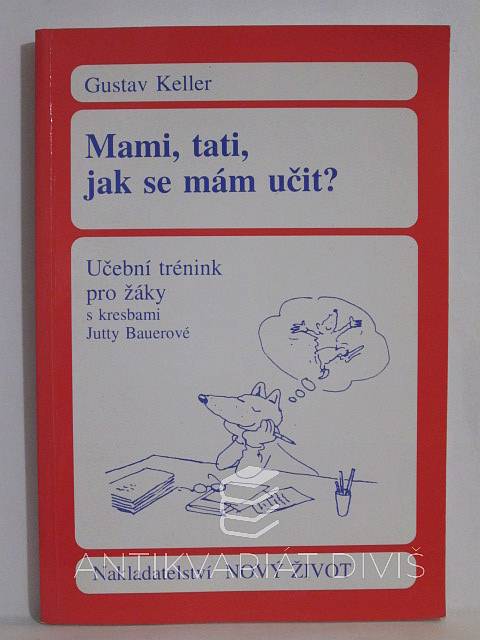 Gustav Keller
Mami, tati,
jak se mám učit?
Učební trénink
pro žáky
s kresbami
Jutty Bauerové
Nakladatelství NOVÝ ŽIVOT
ANTIKVARIÁT DIVIŠ